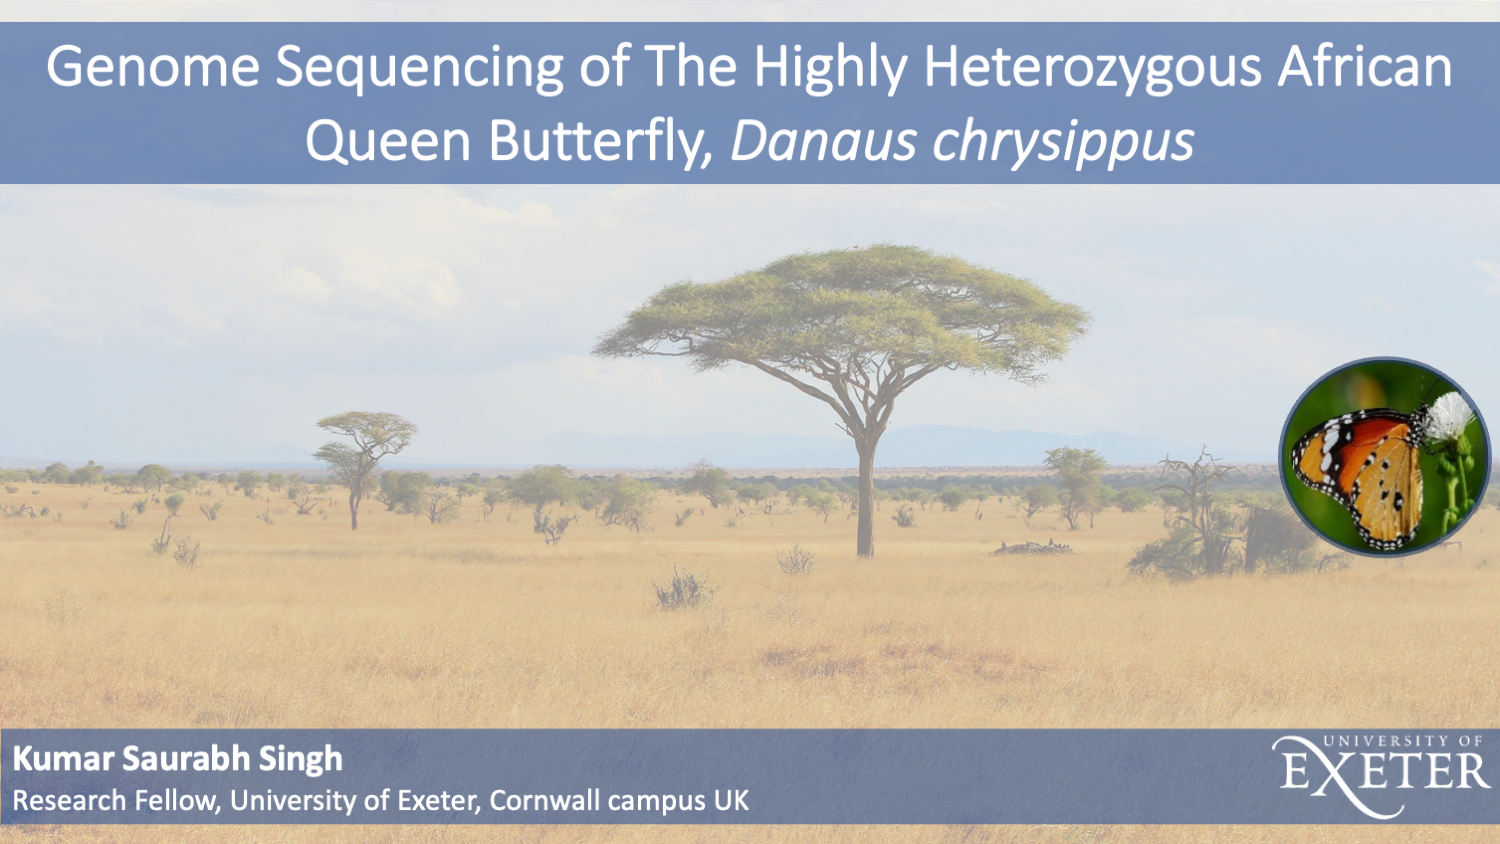 Genome Sequencing of The Highly Heterozygous African
Queen Butterfly, Danaus chrysippus
Kumar Saurabh Singh
Research Fellow, University of Exeter, Cornwall campus UK
UNIVERSITY OF
EXETER